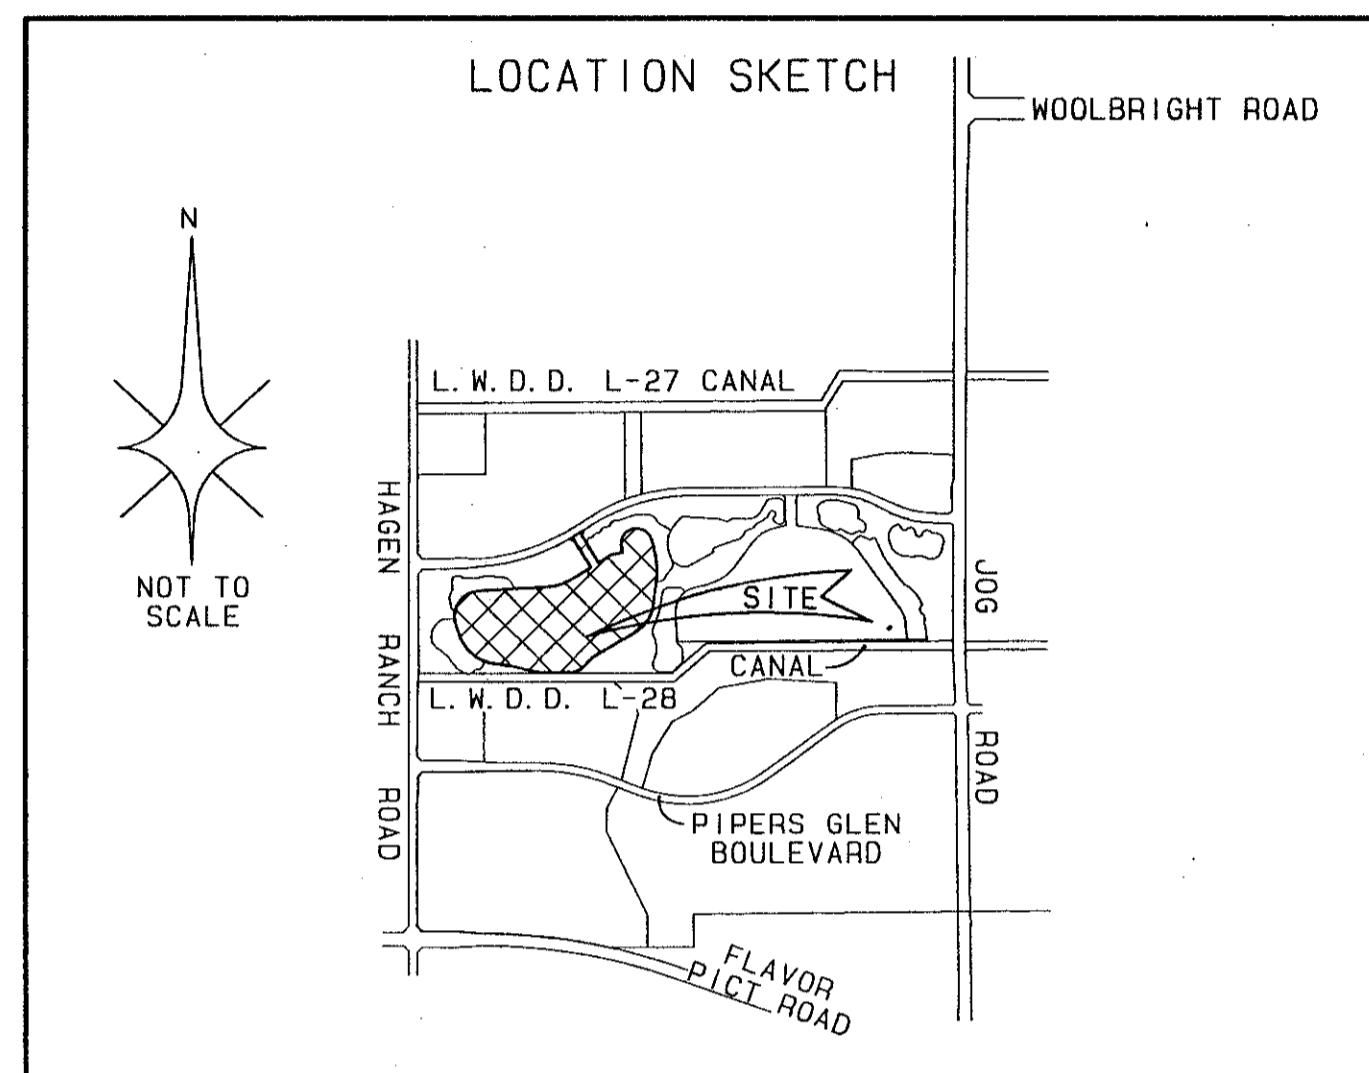 LOCATION SKETCH
WOOLBRIGHT ROAD
N
NOT TO
SCALE
L. W. D. D. L-27 CANAL
HAGEN RANCH ROAD
JOG ROAD
SITE
CANAL
L. W. D. D. L-28
PIPERS GLEN
BOULEVARD
FLAVOR
PICT ROAD